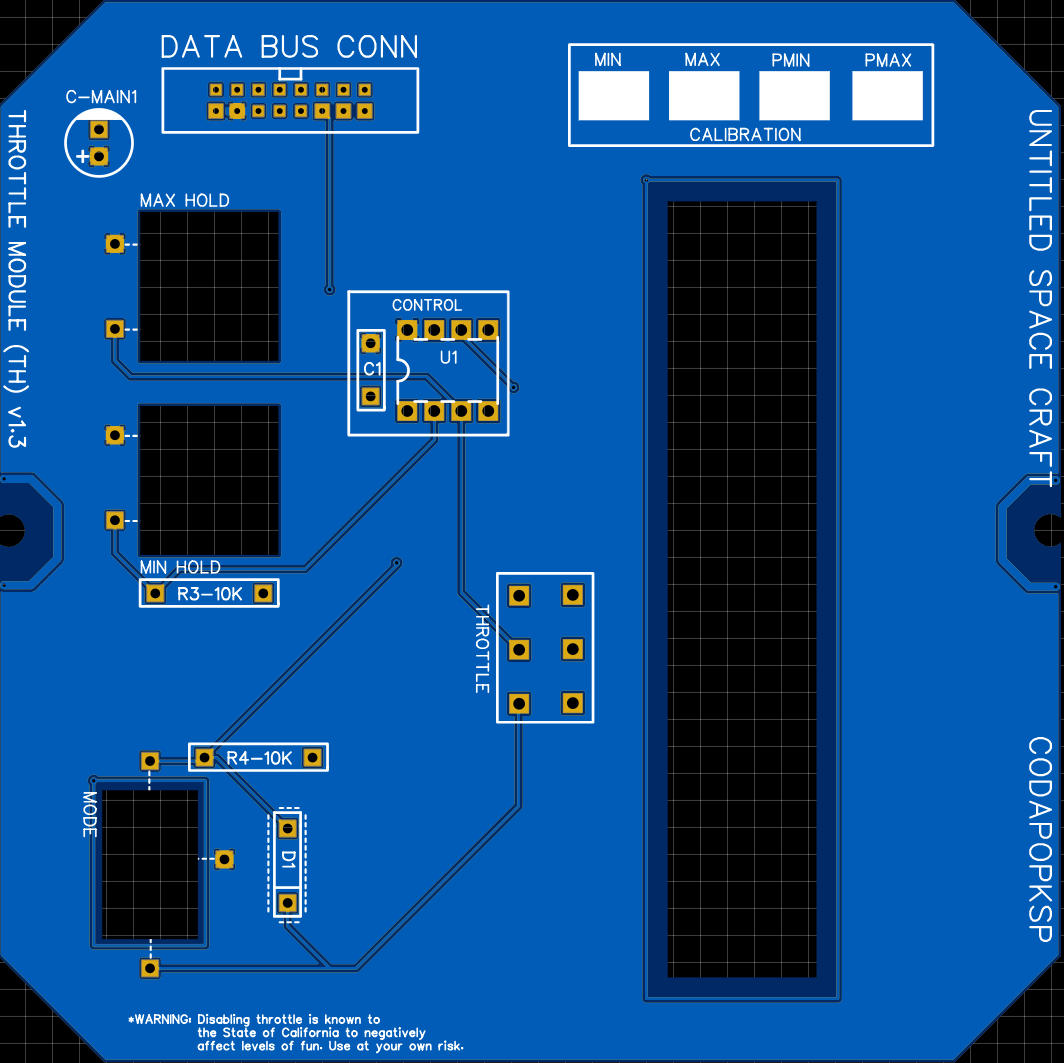 DATA BUS CONN
MIN MAX PMIN PMAX
CALIBRATION
C-MAIN1
+
THROTTLE MODULE (TH) v1.3
UNTITLED SPACE CRAFT
MAX HOLD
CONTROL
U1
C1
MIN HOLD
R3-10K
THROTTLE
R4-10K
MODE
D1
CODAPOPKSP
*WARNING: Disabling throttle is known to
the State of California to negatively
affect levels of fun. Use at your own risk.